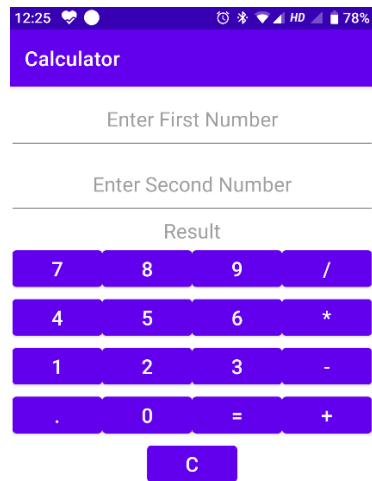 12:25 HD 78%
Calculator
Enter First Number
Enter Second Number
Result
7 8 9 /
4 5 6 *
1 2 3 -
. 0 = +
C